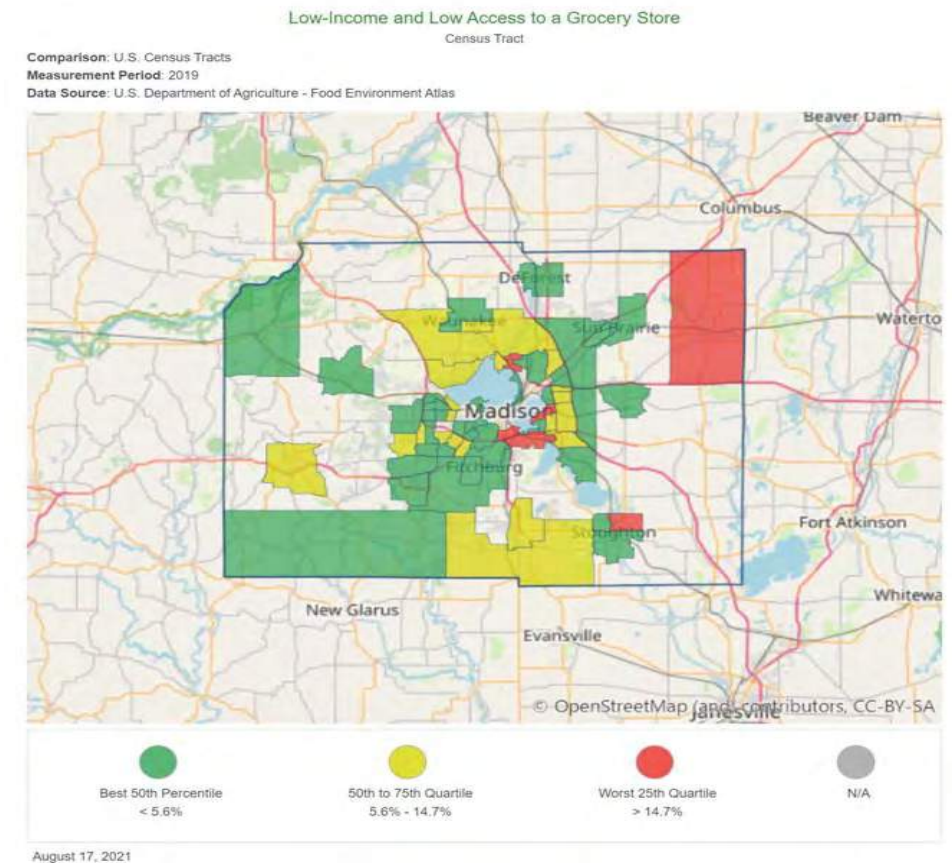 Low-Income and Low Access to a Grocery Store
Census Tract
Comparison: U.S. Census Tracts
Measurement Period: 2019
Data Source: U.S. Department of Agriculture - Food Environment Atlas
Beaver Dam
Columbus
DeForest
Waunakee
Sun Prairie
Waterto
Madison
Fitchburg
Stoughton
Fort Atkinson
New Glarus
Whitewa
Evansville
© OpenStreetMap (and) contributors, CC-BY-SA
Janesville
Best 50th Percentile
< 5.6%
50th to 75th Quartile
5.6% - 14.7%
Worst 25th Quartile
> 14.7%
N/A
August 17, 2021